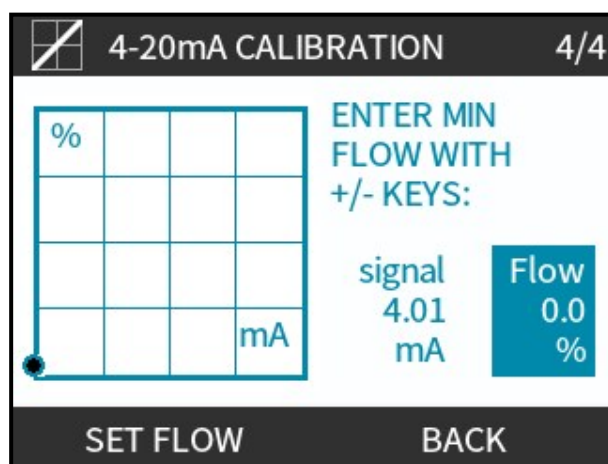 4-20mA CALIBRATION 4/4
%
mA
ENTER MIN
FLOW WITH
+/- KEYS:
signal Flow
4.01 0.0
mA %
SET FLOW BACK